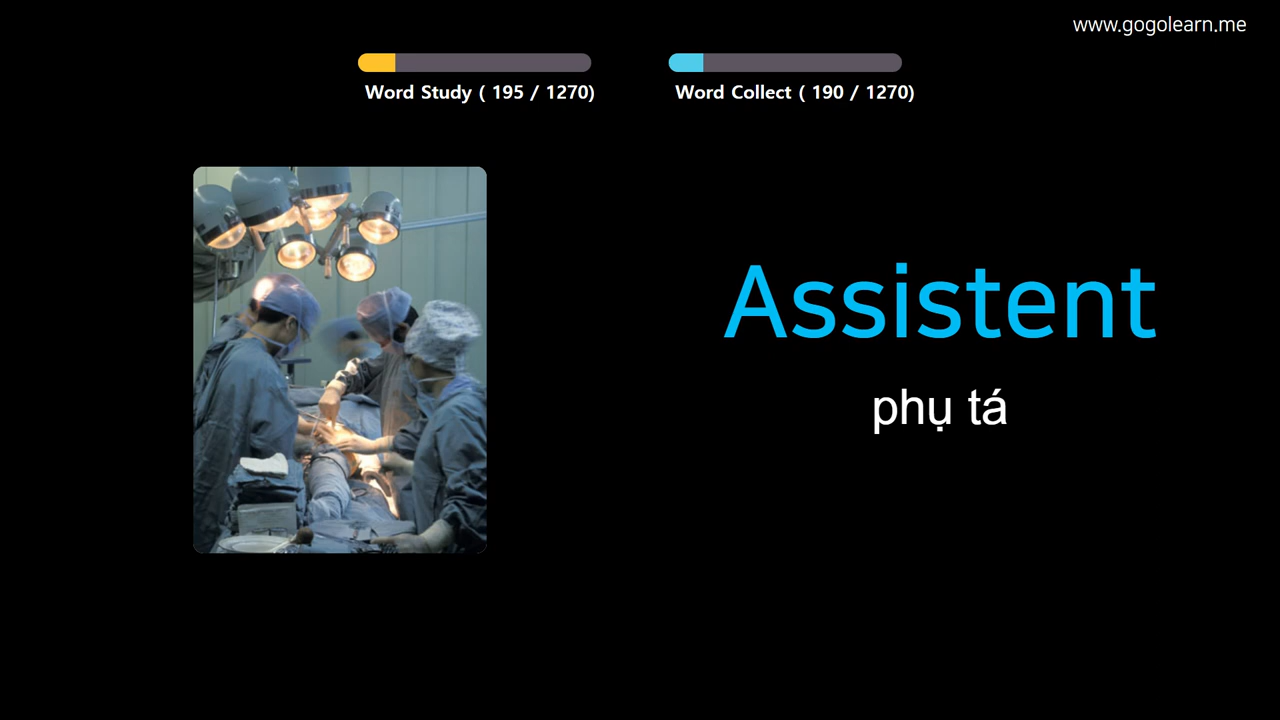 www.gogolearn.me
Word Study ( 195 / 1270)
Word Collect ( 190 / 1270)
Assistent
phụ tá